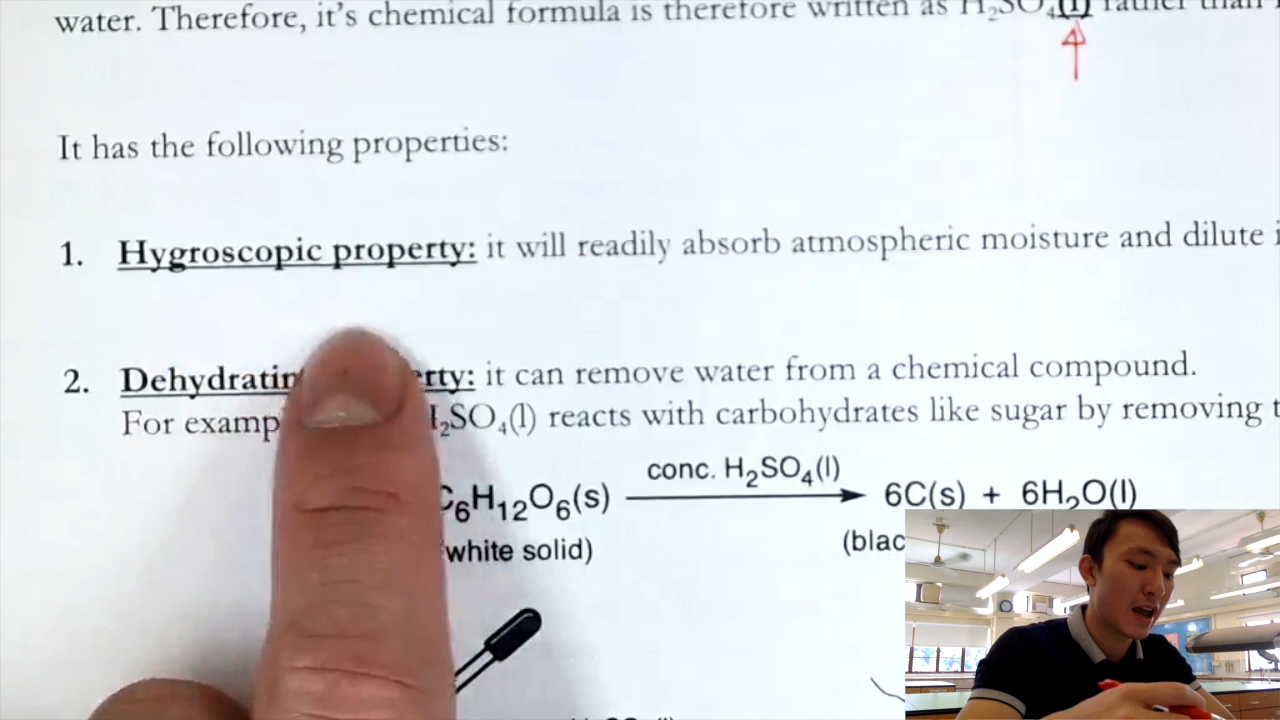 water. Therefore, it's chemical formula is therefore written as H₂SO₄(l) rather than
It has the following properties:
1. Hygroscopic property: it will readily absorb atmospheric moisture and dilute
2. Dehydratin rty: it can remove water from a chemical compound.
For examp H₂SO₄(l) reacts with carbohydrates like sugar by removing
conc. H₂SO₄(l)
C₆H₁₂O₆(s) → 6C(s) + 6H₂O(l)
white solid) (blac